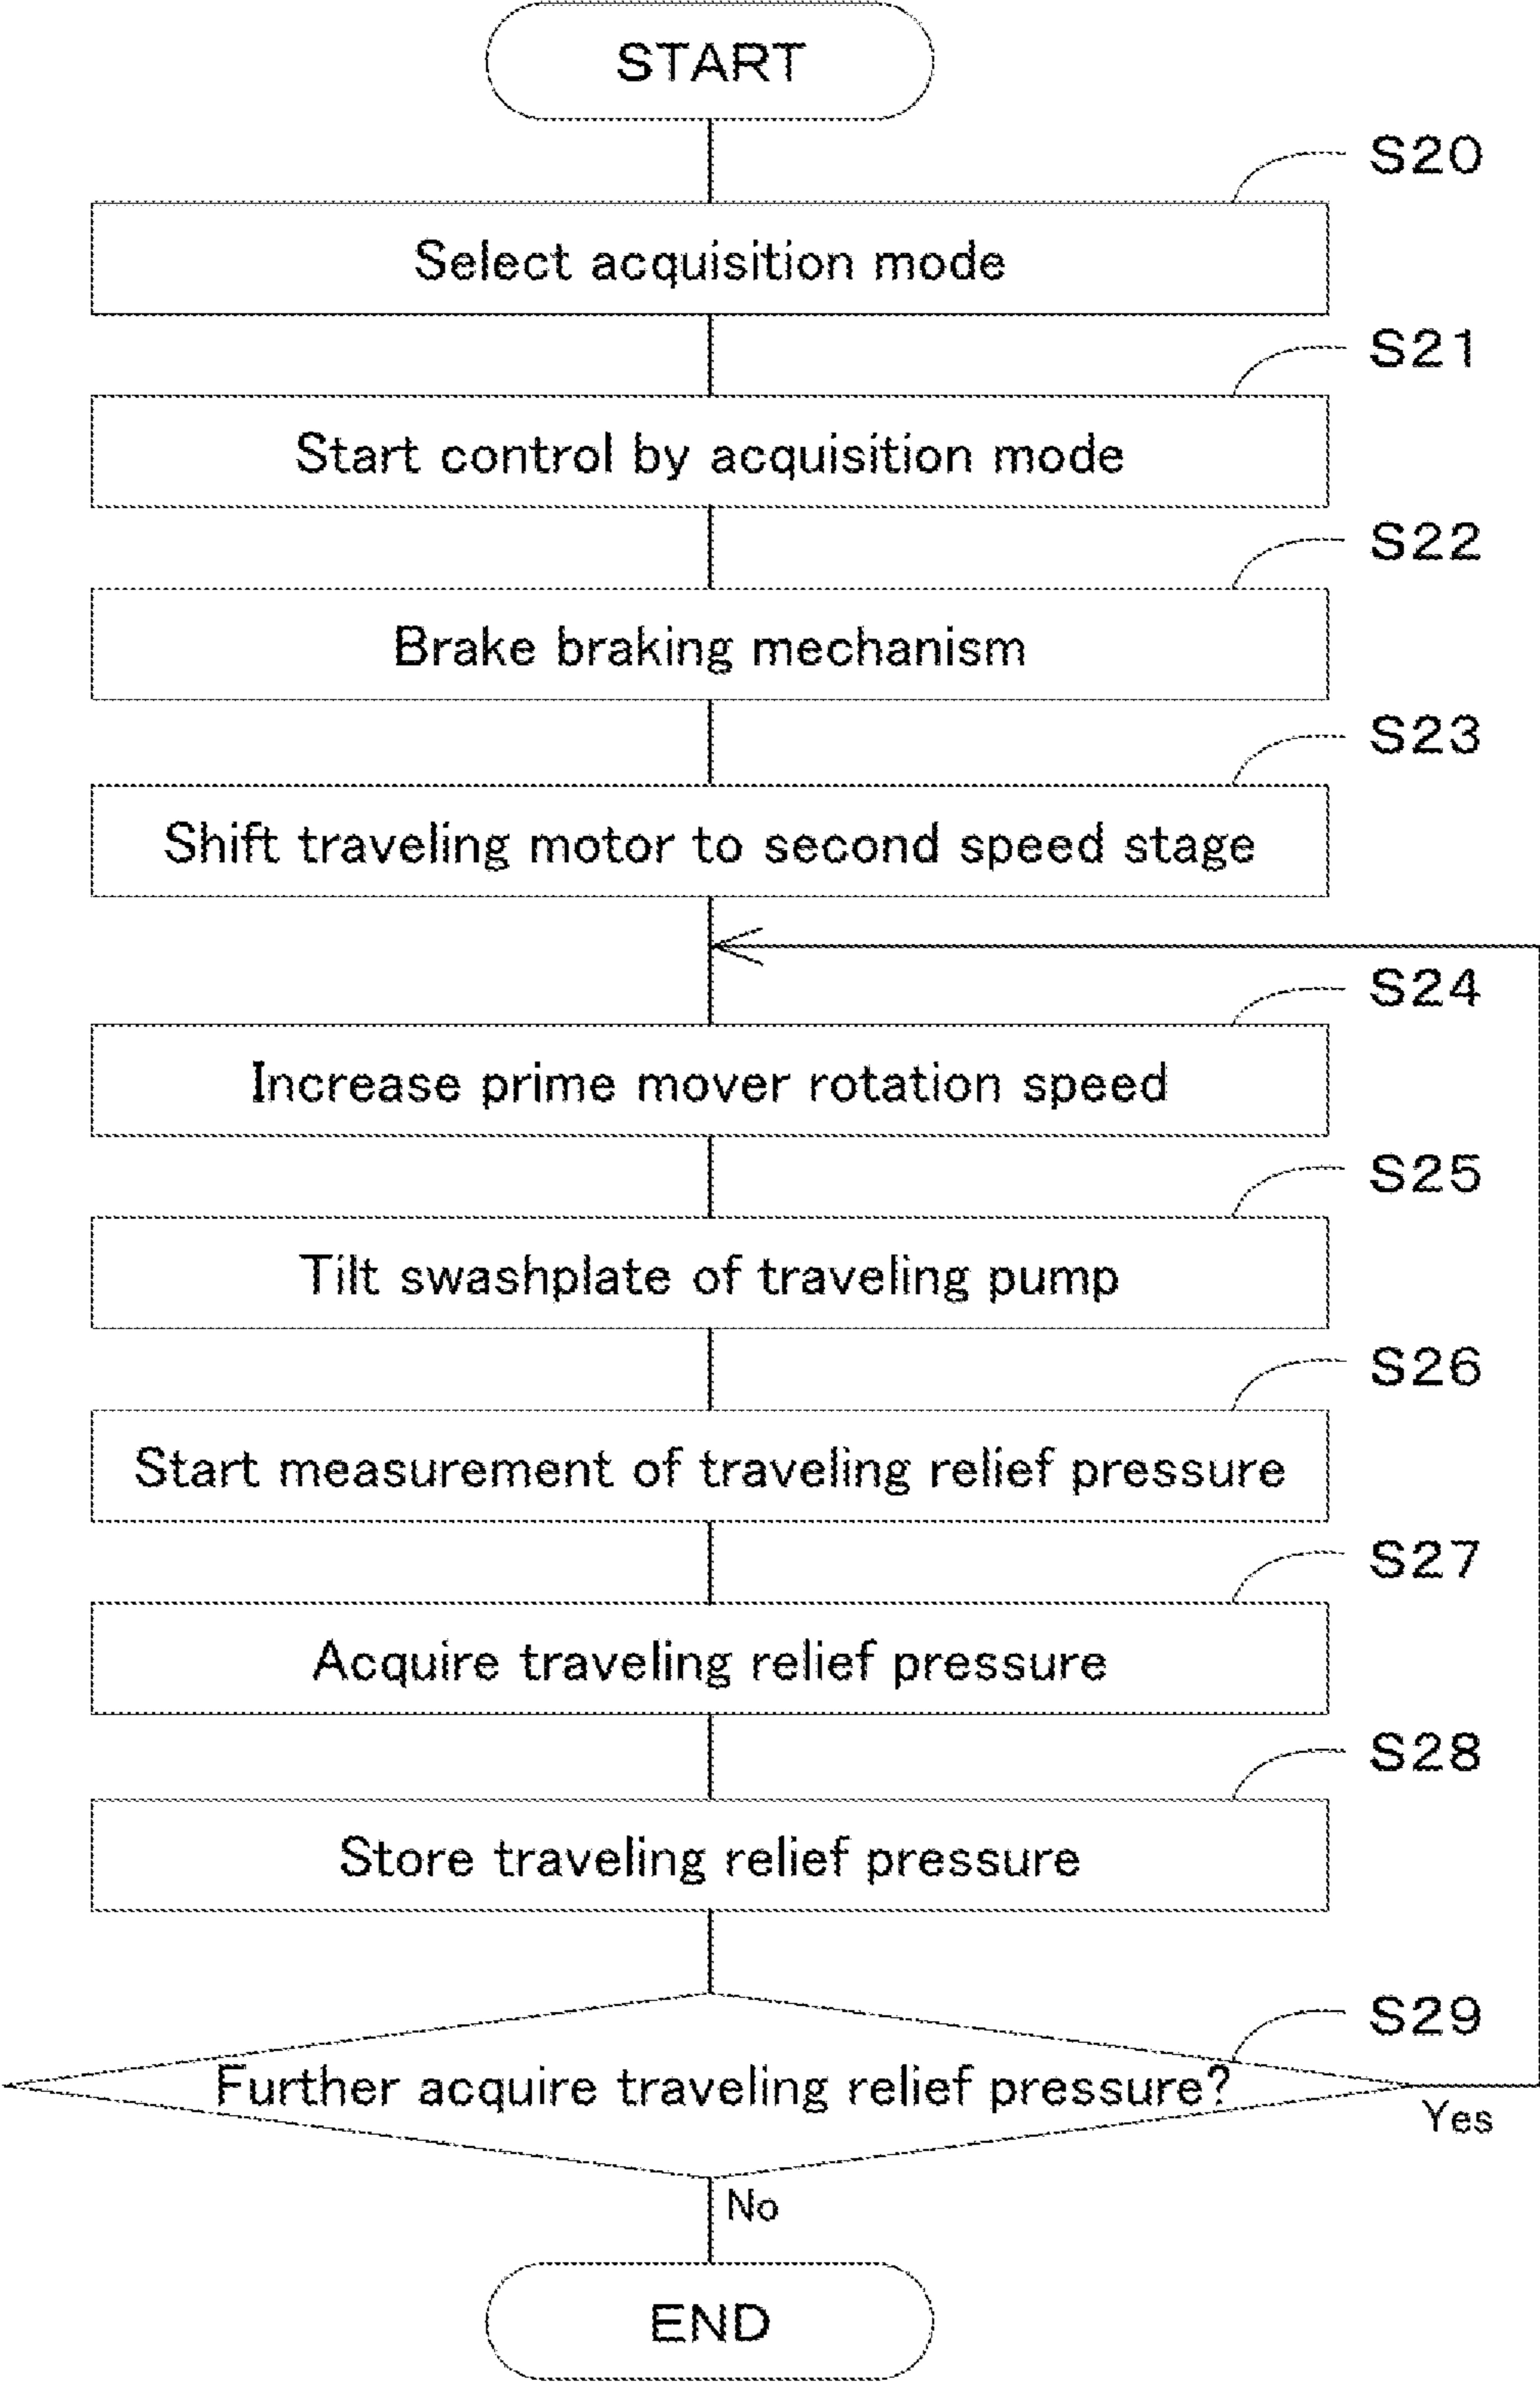 START
S20
Select acquisition mode
S21
Start control by acquisition mode
S22
Brake braking mechanism
S23
Shift traveling motor to second speed stage
S24
Increase prime mover rotation speed
S25
Tilt swashplate of traveling pump
S26
Start measurement of traveling relief pressure
S27
Acquire traveling relief pressure
S28
Store traveling relief pressure
S29
Further acquire traveling relief pressure?
Yes
No
END